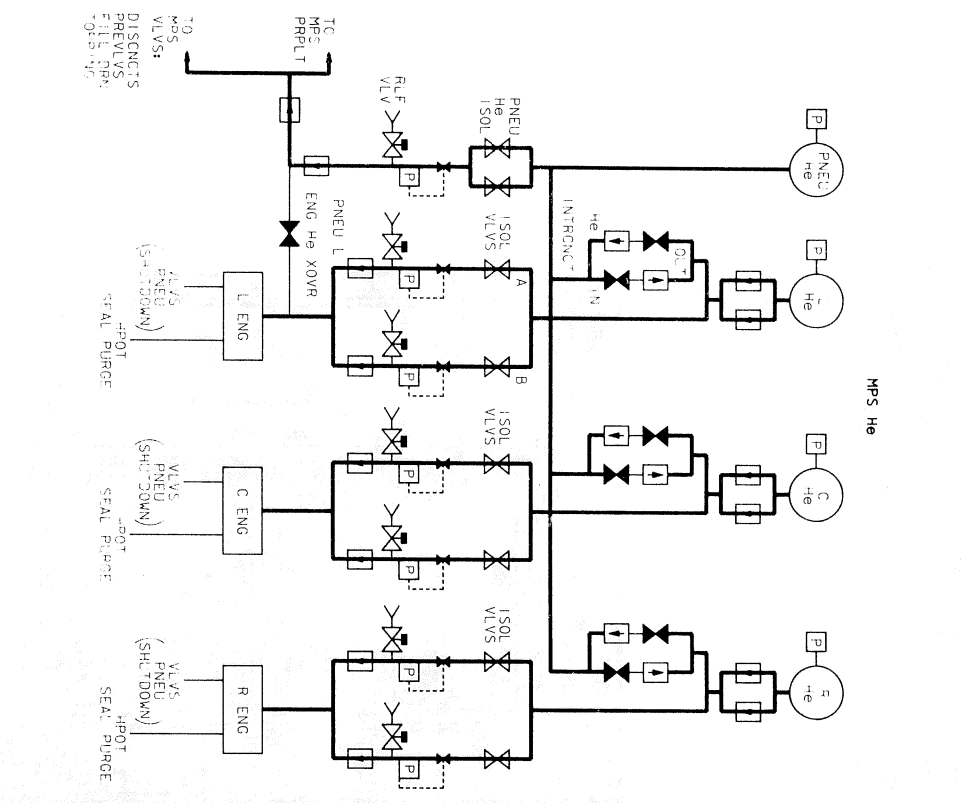 MPS He
P
PNEU
He
P
He
P
C
He
P
He
PNEU
He
ISOL
He
INTRCNCT
OUT
IN
RLF
VLV
P
ISOL
VLVS
A
B
P
P
ISOL
VLVS
P
P
ISOL
VLVS
P
P
PNEU L
ENG He XOVR
TO
MPS
PRPLT
TO
MPS
VLVS:
DISCNCTS
PREVLVS
FILL DRN
L ENG
VLVS
PNEU
(SHUTDOWN)
HPOT
SEAL PURGE
C ENG
VLVS
PNEU
(SHUTDOWN)
HPOT
SEAL PURGE
R ENG
VLVS
PNEU
(SHUTDOWN)
HPOT
SEAL PURGE